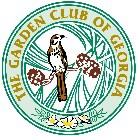 THE GARDEN CLUB OF GEORGIA